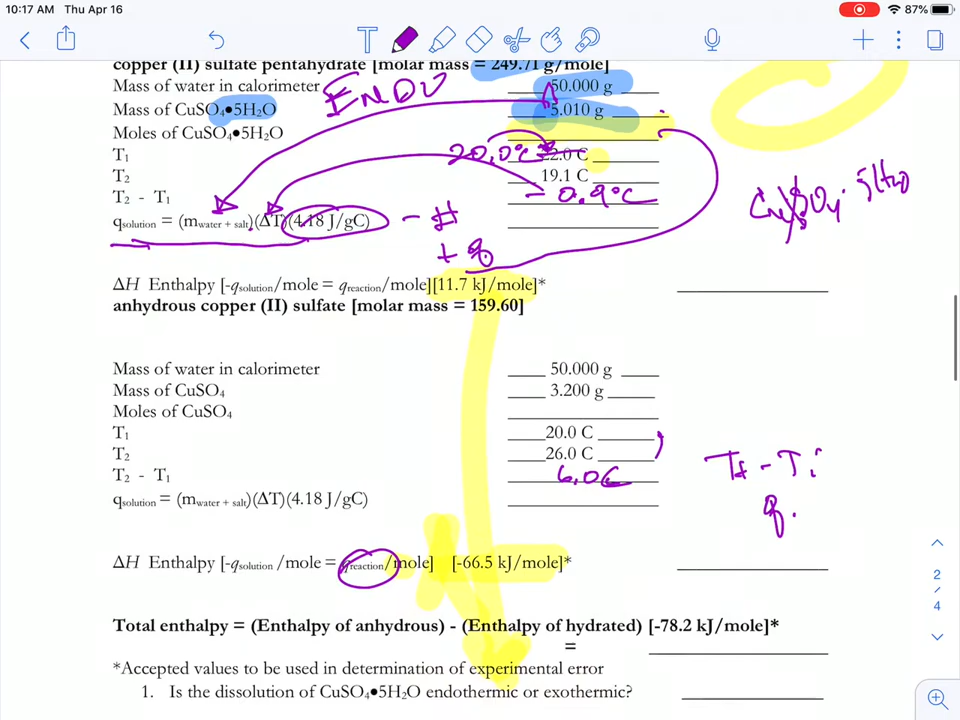 10:17 AM Thu Apr 16 87%
T
copper (II) sulfate pentahydrate [molar mass = 249.71 g/mole]
ENDO
Mass of water in calorimeter 50.000 g
Mass of CuSO4•5H2O 5.010 g
Moles of CuSO4•5H2O
T1 20.0°C 22.0 C
T2 19.1 C
T2 - T1 - 0.9°C
CuSO4 · 5H2O
qsolution = (mwater + salt)(ΔT)(4.18 J/gC) - #
+ q
ΔH Enthalpy [-qsolution/mole = qreaction/mole][11.7 kJ/mole]*
anhydrous copper (II) sulfate [molar mass = 159.60]
Mass of water in calorimeter 50.000 g
Mass of CuSO4 3.200 g
Moles of CuSO4
T1 20.0 C
T2 26.0 C
T2 - T1 6.0C
Tf - Ti
qsolution = (mwater + salt)(ΔT)(4.18 J/gC)
q.
ΔH Enthalpy [-qsolution /mole = qreaction/mole] [-66.5 kJ/mole]*
2
/
4
Total enthalpy = (Enthalpy of anhydrous) - (Enthalpy of hydrated) [-78.2 kJ/mole]*
=
*Accepted values to be used in determination of experimental error
1. Is the dissolution of CuSO4•5H2O endothermic or exothermic?